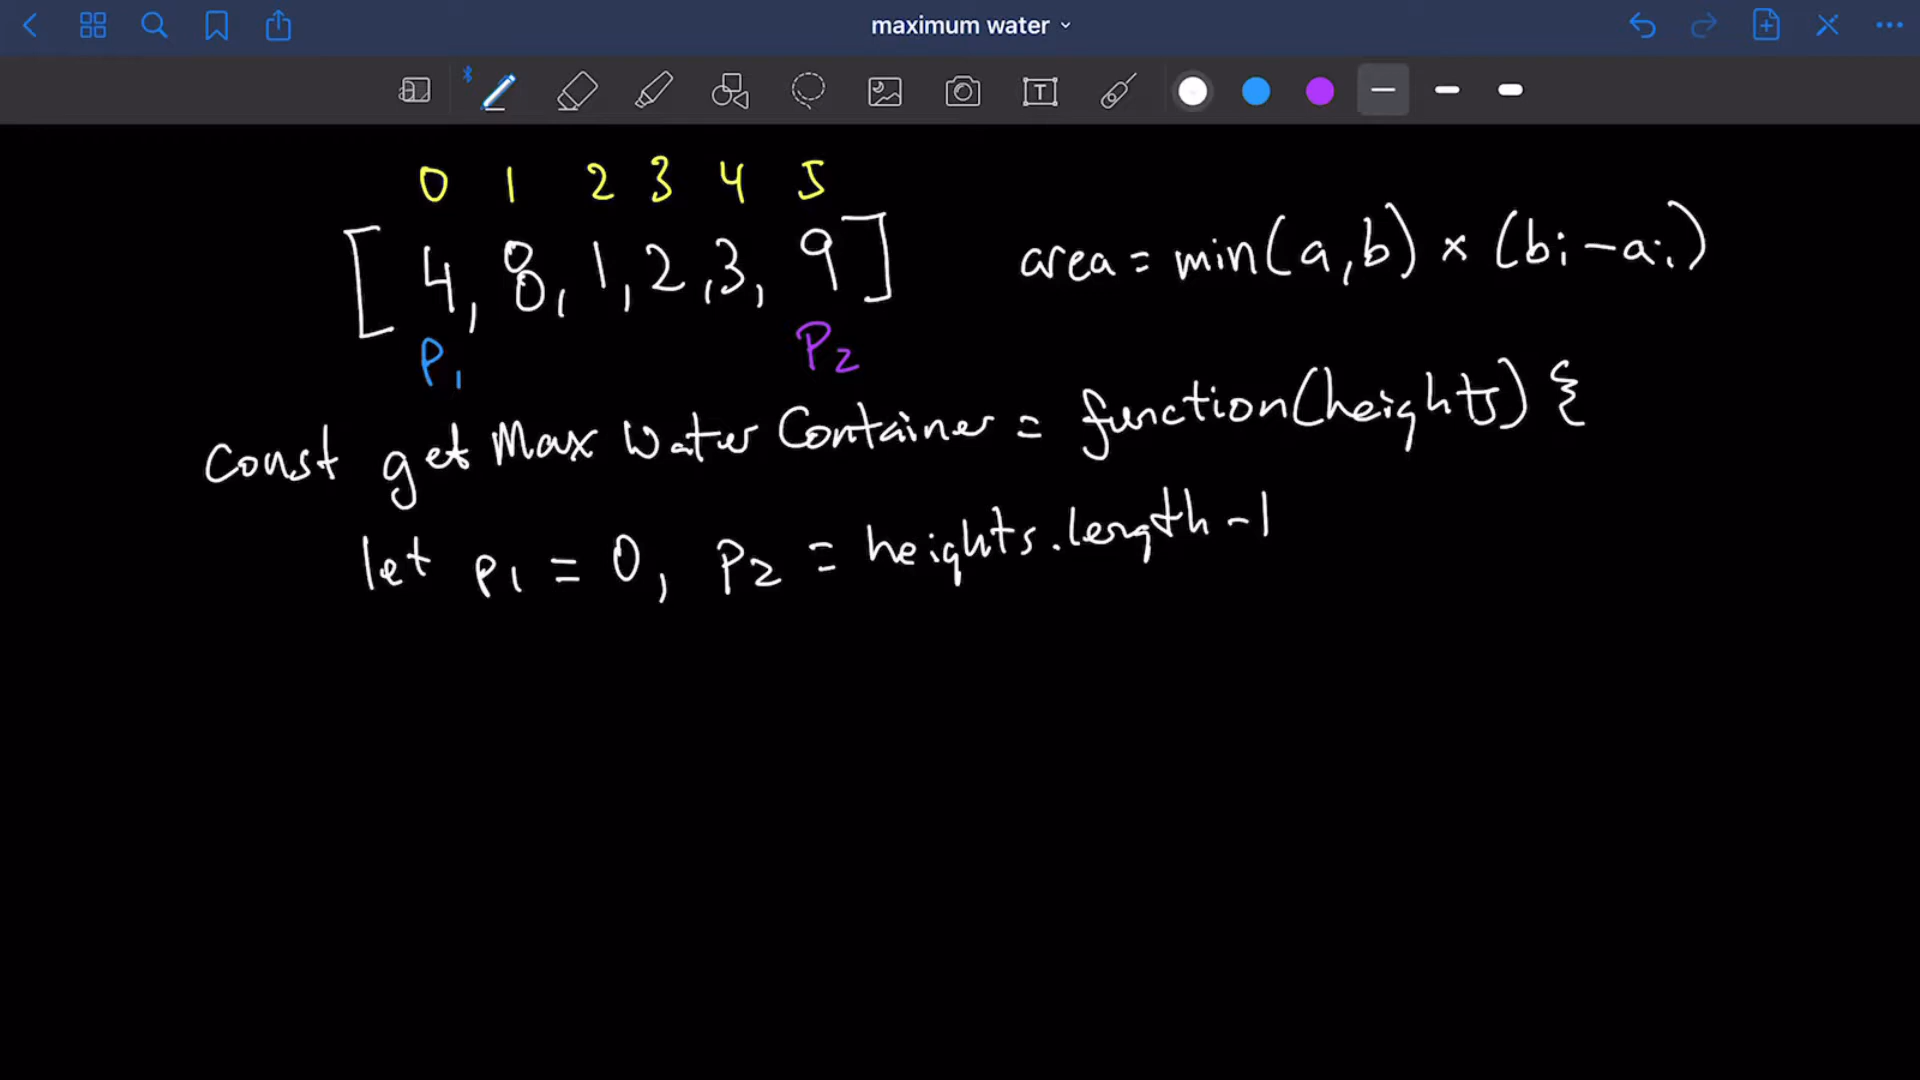 maximum water
T
0 1 2 3 4 5
[4, 8, 1, 2, 3, 9]
area = min(a, b) × (bi - ai)
P1 P2
const getMaxWaterContainer = function(heights) {
let p1 = 0, p2 = heights.length - 1